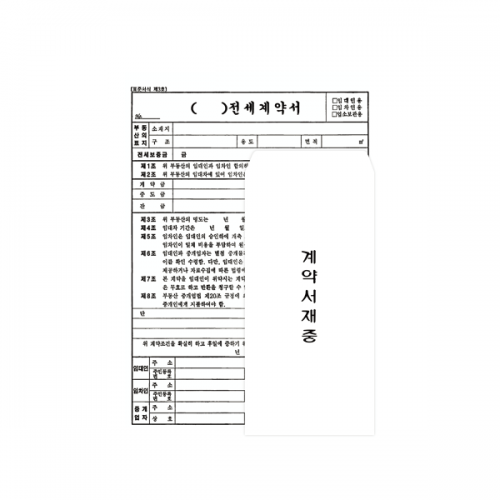 [표준서식 제3호]
(    )전세계약서
□임대인용
□임차인용
□업소보관용
№
부동산의표지
소재지
구 조
용 도
면 적
㎡
전세보증금
금
제1조 위 부동산의 임대인과 임차인 합의하
제2조 위 부동산의 임대차에 있어 임차인은
계 약 금
중 도 금
잔 금
제3조 위 부동산의 명도는 년 월
제4조 임대차 기간은 년 월 일
제5조 임차인은 임대인의 승인하에 개축
임차인이 일체 비용을 부담하여 원
제6조 임대인과 중개업자는 별첨 중개물
이를 확인 수령함. 다만, 임대인은
제공하거나 자료수집에 따른 법령
제7조 본 계약을 임대인이 위약시는 계약
은 무효로 하고 반환을 청구할 수
제8조 부동산 중개업법 제20조 규정에
중개인에게 지불하여야 함.
단
위 계약조건을 확실히 하고 후일에 증하기
년
임대인
주 소
주민등록번호
임차인
주 소
주민등록번호
중개업자
주 소
상 호
계약서재중